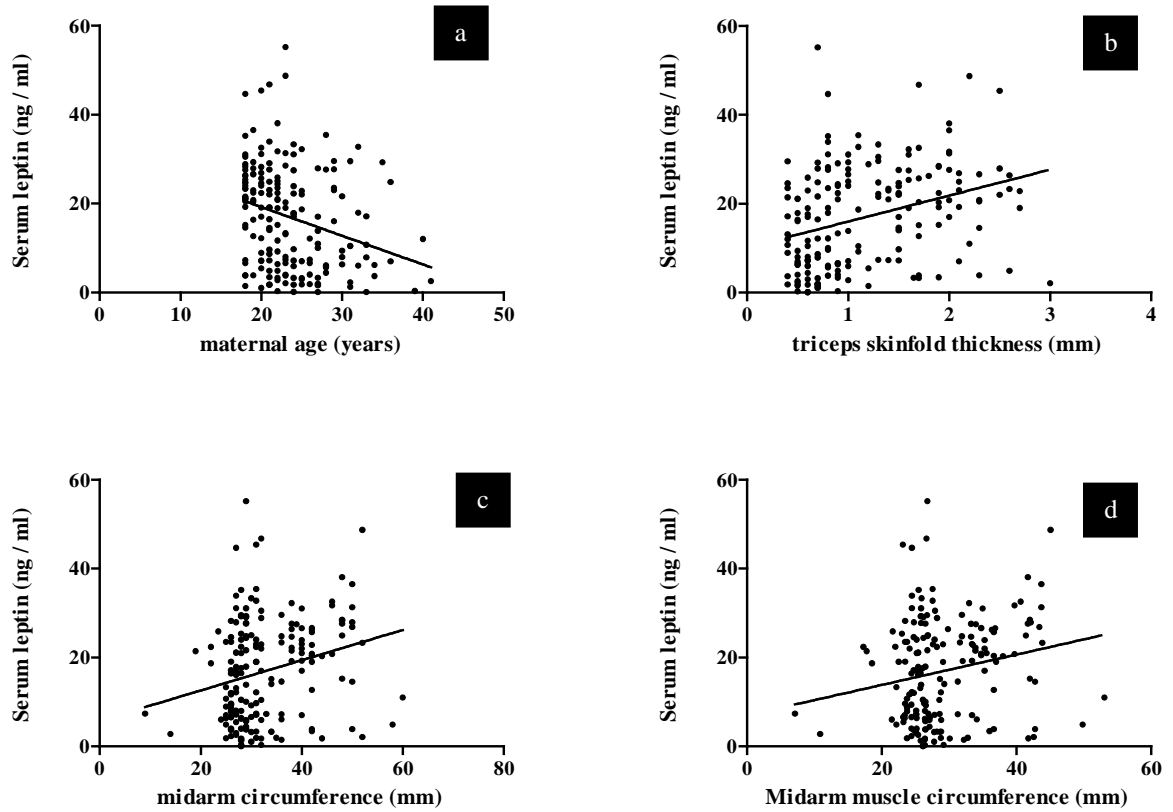 a
60
40
20
0
Serum leptin (ng / ml)
0 10 20 30 40 50
maternal age (years)
b
60
40
20
0
Serum leptin (ng / ml)
0 1 2 3 4
triceps skinfold thickness (mm)
c
60
40
20
0
Serum leptin (ng / ml)
0 20 40 60 80
midarm circumference (mm)
d
60
40
20
0
Serum leptin (ng / ml)
0 20 40 60
Midarm muscle circumference (mm)